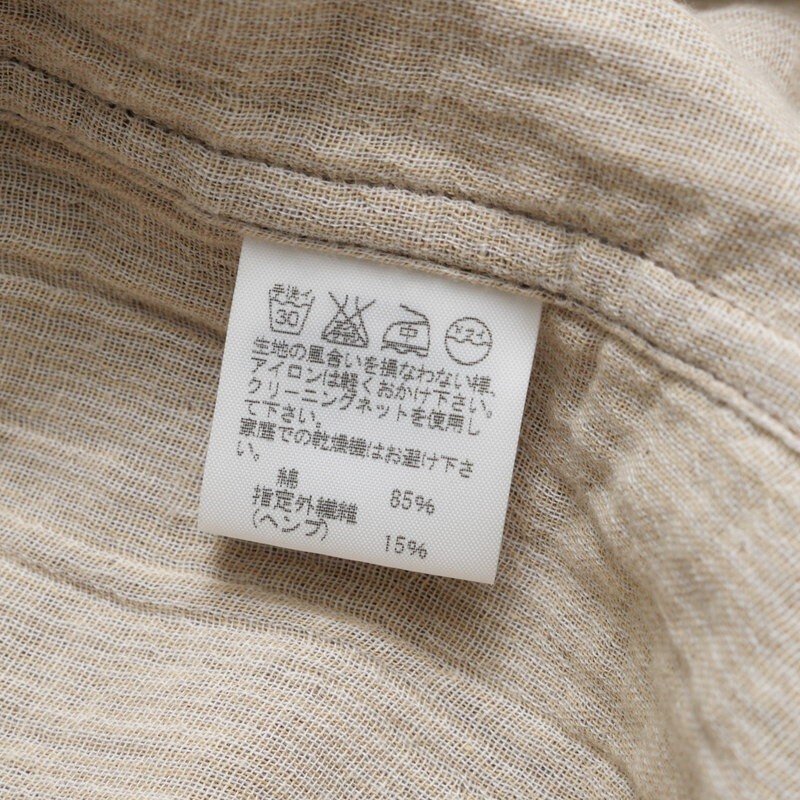 手洗イ
30
中
ドライ
生地の風合いを損なわない様、
アイロンは軽くおかけ下さい。
クリーニングネットを使用し
て下さい。
家庭での乾燥機はお避け下さ
い。
綿 85%
指定外繊維
(ヘンプ) 15%